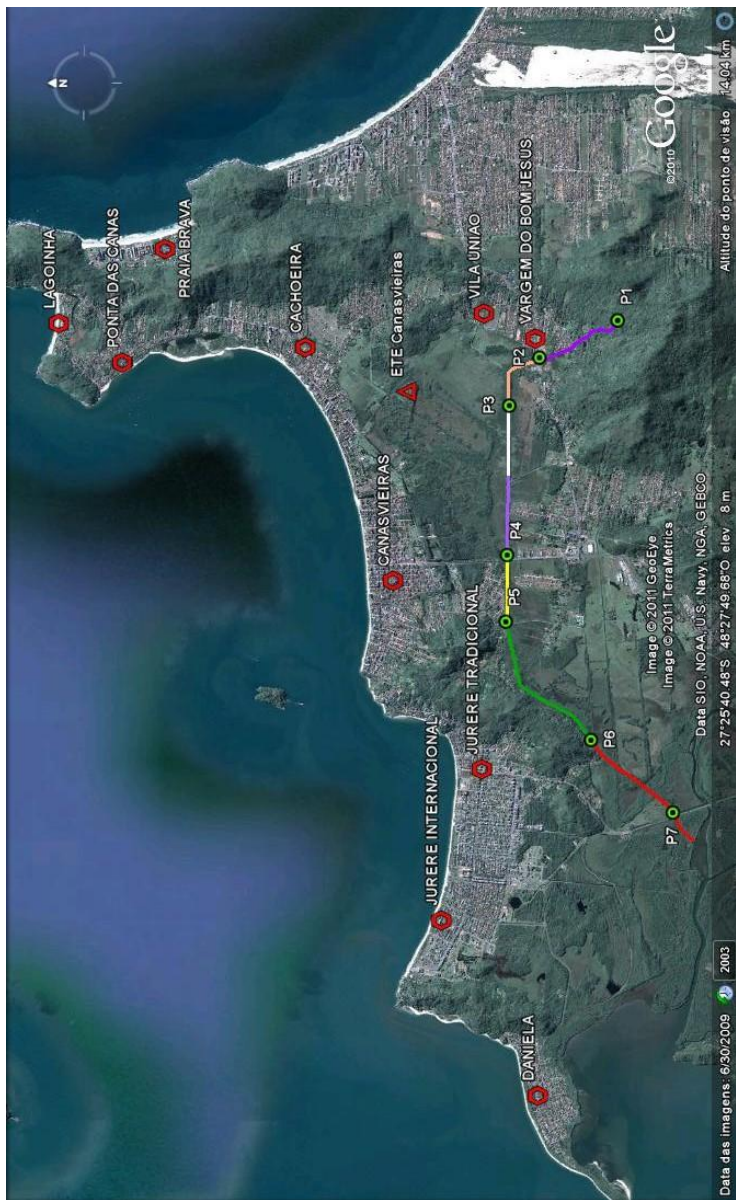 LAGOINHA
PONTA DAS CANAS
PRAIA BRAVA
CACHOEIRA
ETE Canasvieiras
CANASVIEIRAS
VILA UNIAO
JURERE INTERNACIONAL
JURERE TRADICIONAL
VARGEM DO BOM JESUS
DANIELA
P1
P2
P3
P4
P5
P6
P7
N
Image © 2011 GeoEye
Image © 2011 TerraMetrics
Data SIO, NOAA, U.S. Navy, NGA, GEBCO
©2010 Google
Data das imagens: 6/30/2009 2003 27°25'40.48"S 48°27'49.68"O elev 8 m Altitude do ponto de visão 14.04 km